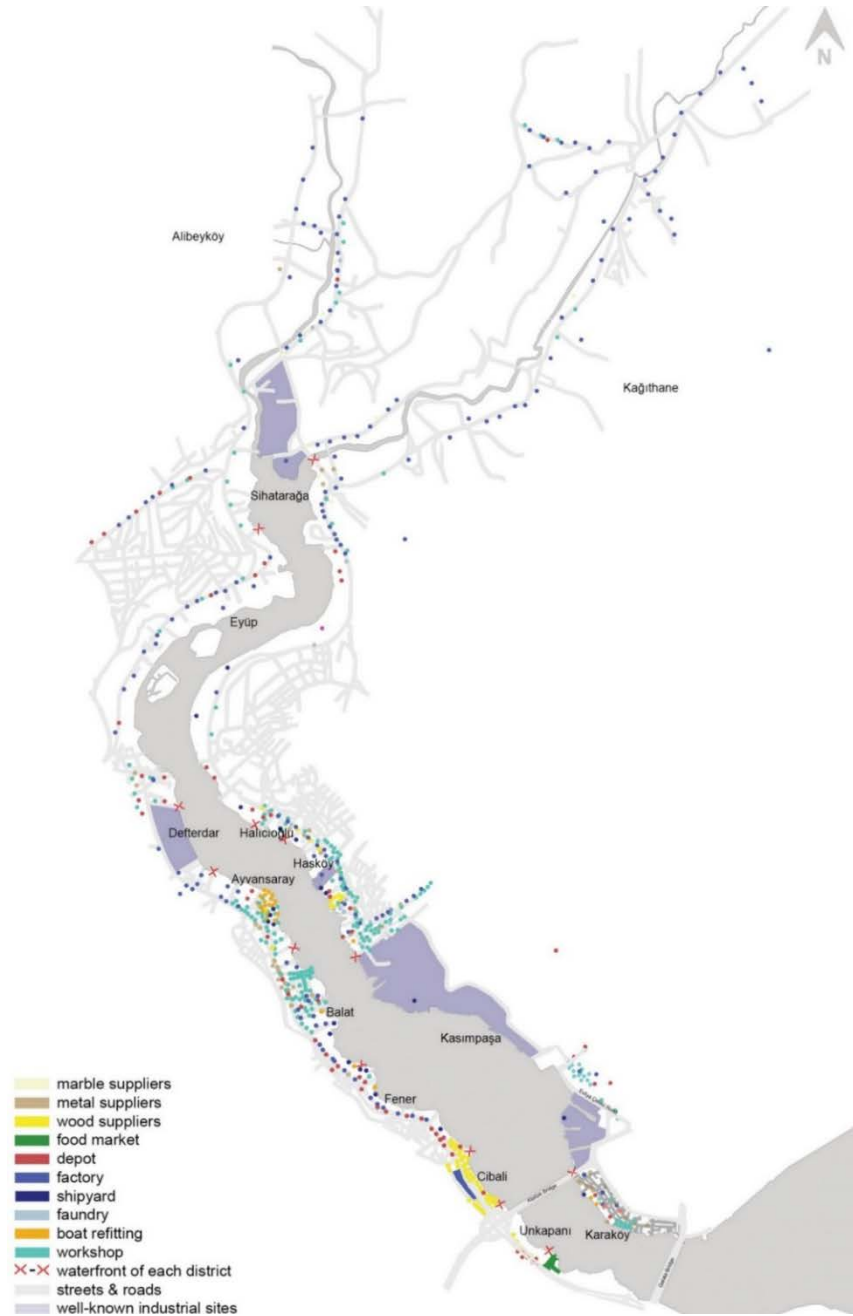 N
Alibeyköy
Kağıthane
Sihatarağa
Eyüp
Defterdar
Halıcıoğlu
Hasköy
Ayvansaray
Balat
Kasımpaşa
Fener
Cibali
Atatürk Bridge
Unkapanı
Karaköy
marble suppliers
metal suppliers
wood suppliers
food market
depot
factory
shipyard
faundry
boat refitting
workshop
waterfront of each district
streets & roads
well-known industrial sites